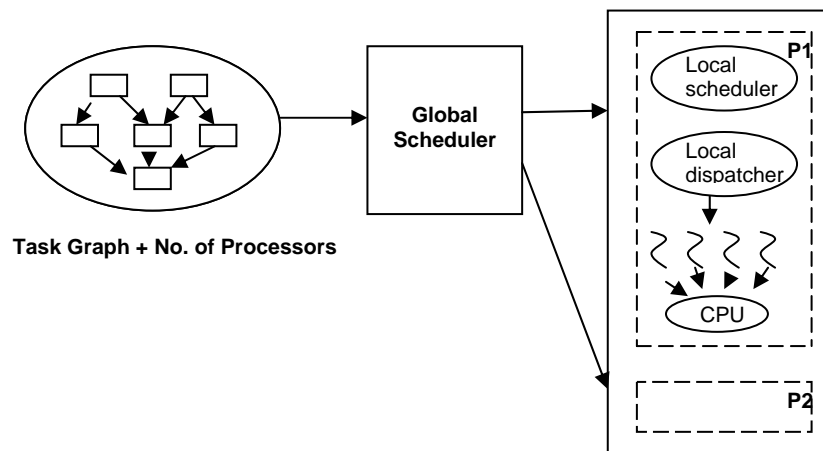 Task Graph + No. of Processors
Global
Scheduler
P1
Local
scheduler
Local
dispatcher
CPU
P2